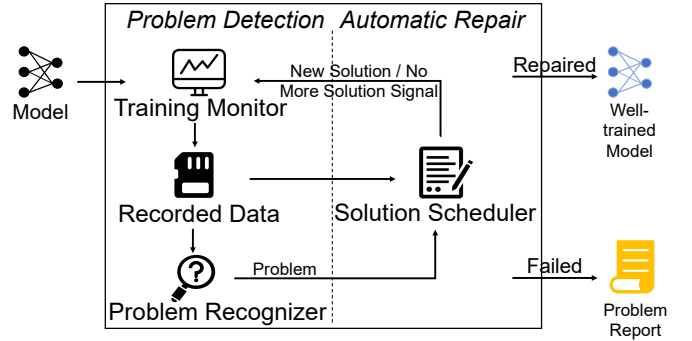 Problem Detection
Automatic Repair
Model
Training Monitor
New Solution / No
More Solution Signal
Repaired
Well-
trained
Model
Recorded Data
Solution Scheduler
Problem
Problem Recognizer
Failed
Problem
Report